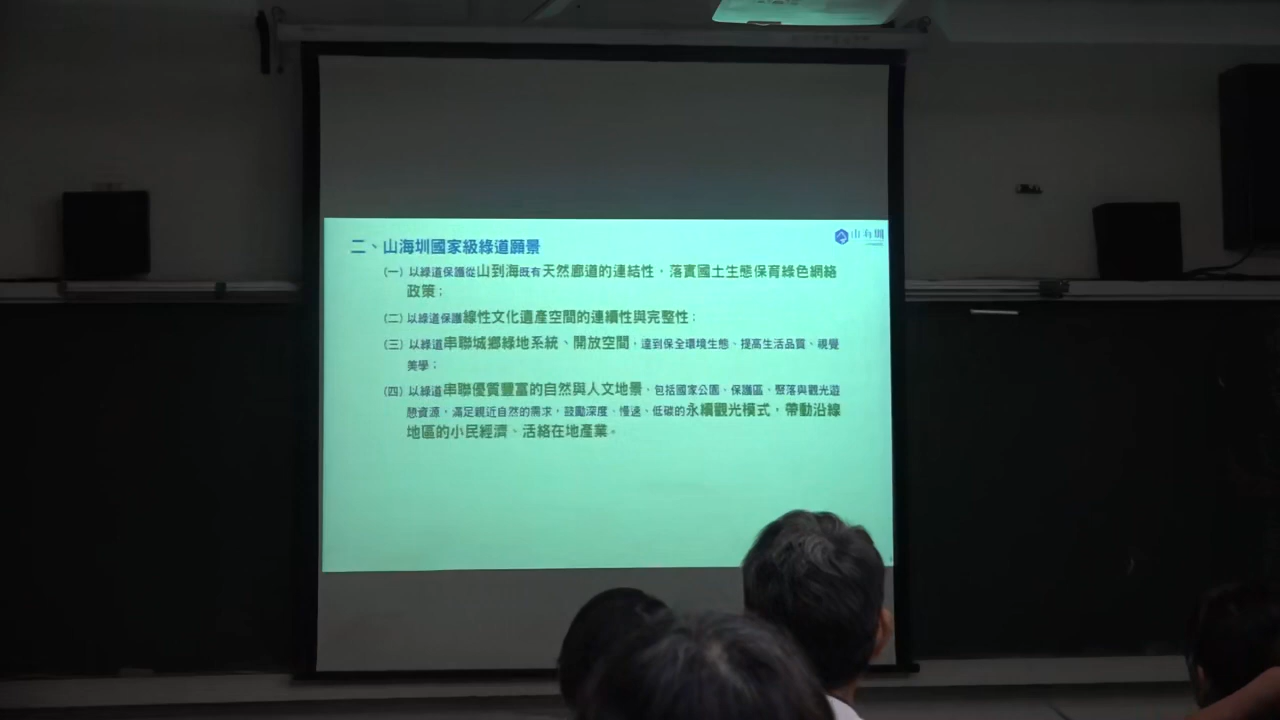 二、山海圳國家級綠道願景
山海圳
(一) 以綠道保護從山到海既有天然廊道的連結性，落實國土生態保育綠色網絡
政策；
(二) 以綠道保護線性文化遺產空間的連續性與完整性；
(三) 以綠道串聯城鄉綠地系統、開放空間，達到保全環境生態、提高生活品質、視覺
美學；
(四) 以綠道串聯優質豐富的自然與人文地景，包括國家公園、保護區、聚落與觀光遊
憩資源，滿足親近自然的需求，鼓勵深度、慢速、低碳的永續觀光模式，帶動沿線
地區的小民經濟、活絡在地產業。